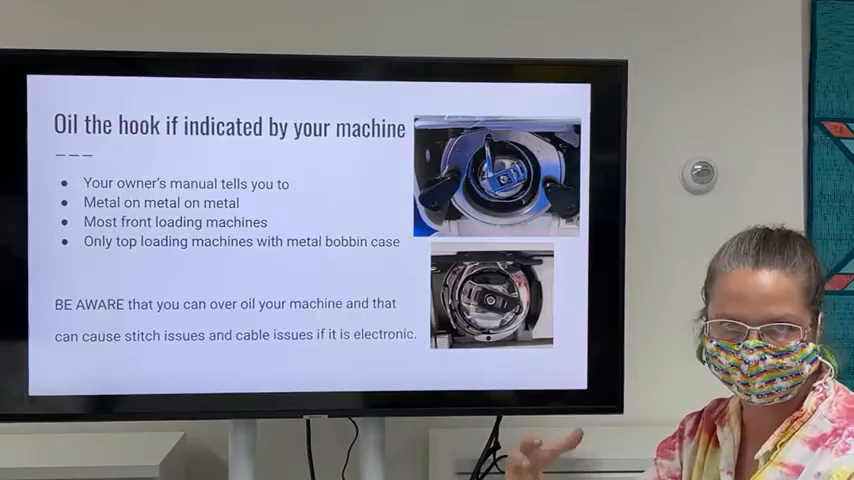 Oil the hook if indicated by your machine
● Your owner's manual tells you to
● Metal on metal on metal
● Most front loading machines
● Only top loading machines with metal bobbin case
BE AWARE that you can over oil your machine and that
can cause stitch issues and cable issues if it is electronic.